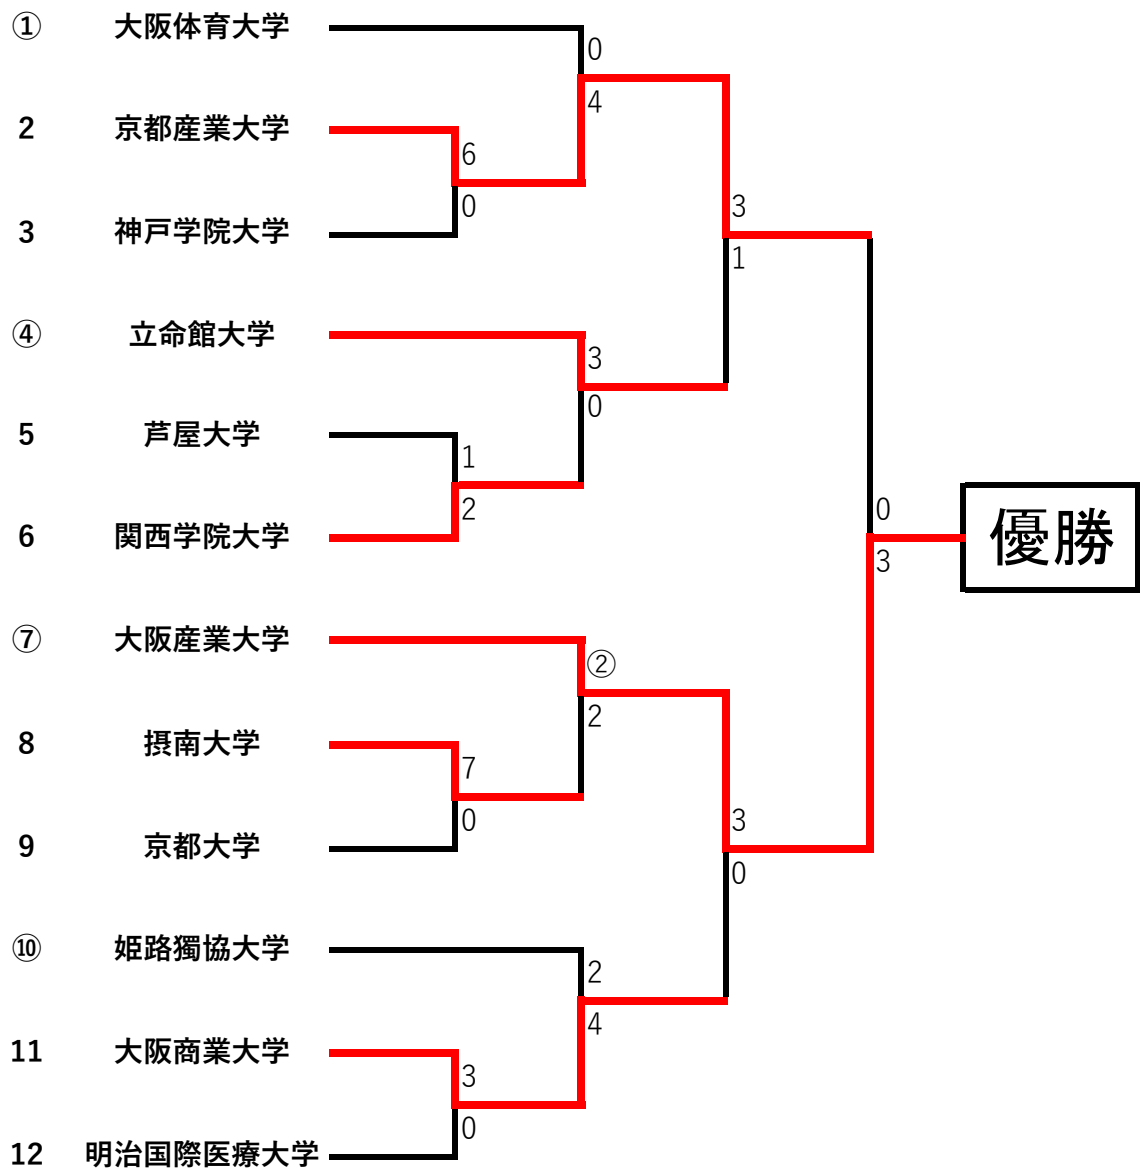 ① 大阪体育大学
0
4
2 京都産業大学
6
0
3 神戸学院大学
3
1
④ 立命館大学
3
0
5 芦屋大学
1
2
6 関西学院大学
0
優勝
3
⑦ 大阪産業大学
②
2
8 摂南大学
7
0
9 京都大学
3
0
⑩ 姫路獨協大学
2
4
11 大阪商業大学
3
0
12 明治国際医療大学